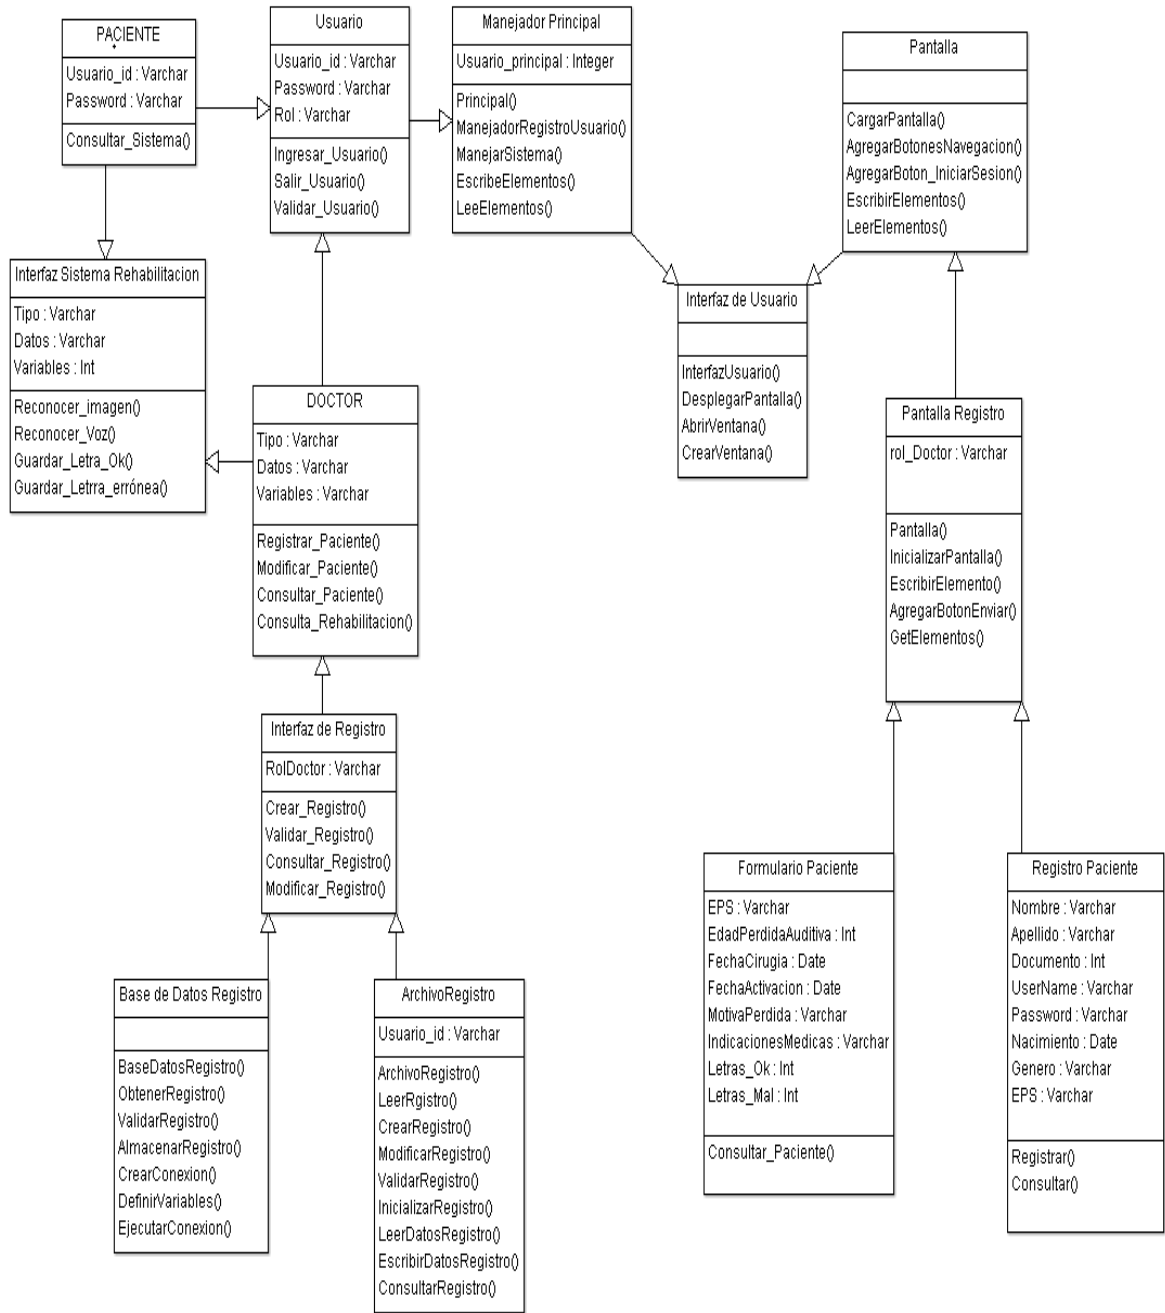 PACIENTE
Usuario_id : Varchar
Password : Varchar
Consultar_Sistema()
Usuario
Usuario_id : Varchar
Password : Varchar
Rol : Varchar
Ingresar_Usuario()
Salir_Usuario()
Validar_Usuario()
Manejador Principal
Usuario_principal : Integer
Principal()
ManejadorRegistroUsuario()
ManejarSistema()
EscribeElementos()
LeeElementos()
Pantalla
CargarPantalla()
AgregarBotonesNavegacion()
AgregarBoton_IniciarSesion()
EscribirElementos()
LeerElementos()
Interfaz Sistema Rehabilitacion
Tipo : Varchar
Datos : Varchar
Variables : Int
Reconocer_imagen()
Reconocer_Voz()
Guardar_Letra_Ok()
Guardar_Letrra_errónea()
Interfaz de Usuario
InterfazUsuario()
DesplegarPantalla()
AbrirVentana()
CrearVentana()
DOCTOR
Tipo : Varchar
Datos : Varchar
Variables : Varchar
Registrar_Paciente()
Modificar_Paciente()
Consultar_Paciente()
Consulta_Rehabilitacion()
Pantalla Registro
rol_Doctor : Varchar
Pantalla()
InicializarPantalla()
EscribirElemento()
AgregarBotonEnviar()
GetElementos()
Interfaz de Registro
RolDoctor : Varchar
Crear_Registro()
Validar_Registro()
Consultar_Registro()
Modificar_Registro()
Formulario Paciente
EPS : Varchar
EdadPerdidaAuditiva : Int
FechaCirugia : Date
FechaActivacion : Date
MotivaPerdida : Varchar
IndicacionesMedicas : Varchar
Letras_Ok : Int
Letras_Mal : Int
Consultar_Paciente()
Registro Paciente
Nombre : Varchar
Apellido : Varchar
Documento : Int
UserName : Varchar
Password : Varchar
Nacimiento : Date
Genero : Varchar
EPS : Varchar
Registrar()
Consultar()
Base de Datos Registro
BaseDatosRegistro()
ObtenerRegistro()
ValidarRegistro()
AlmacenarRegistro()
CrearConexion()
DefinirVariables()
EjecutarConexion()
ArchivoRegistro
Usuario_id : Varchar
ArchivoRegistro()
LeerRgistro()
CrearRegistro()
ModificarRegistro()
ValidarRegistro()
InicializarRegistro()
LeerDatosRegistro()
EscribirDatosRegistro()
ConsultarRegistro()